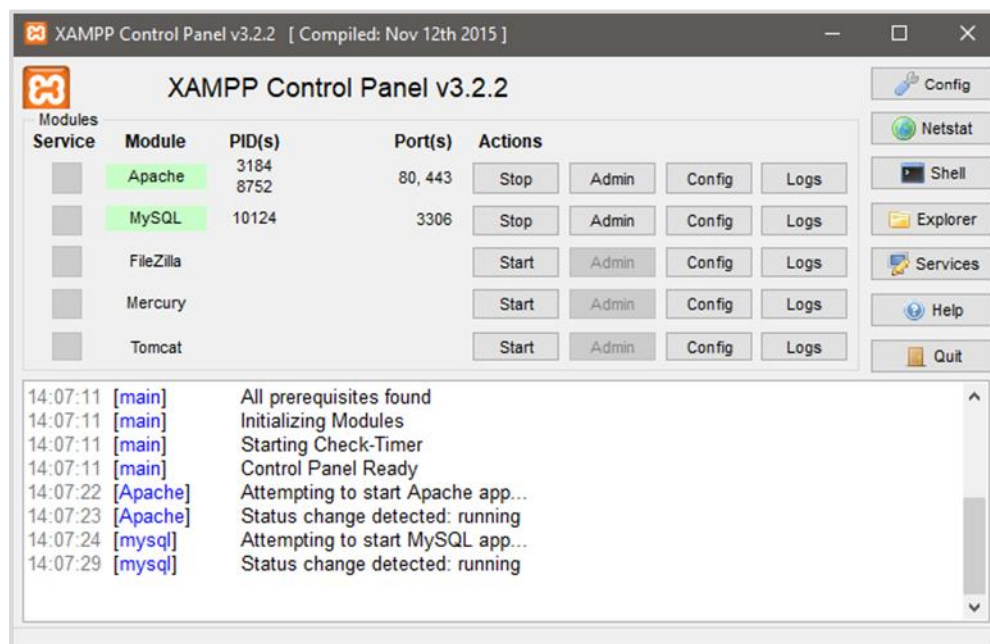 XAMPP Control Panel v3.2.2 [ Compiled: Nov 12th 2015 ]
XAMPP Control Panel v3.2.2
Config
Netstat
Shell
Explorer
Services
Help
Quit
Modules
Service Module PID(s) Port(s) Actions
Apache 3184 8752 80, 443 Stop Admin Config Logs
MySQL 10124 3306 Stop Admin Config Logs
FileZilla Start Admin Config Logs
Mercury Start Admin Config Logs
Tomcat Start Admin Config Logs
14:07:11 [main] All prerequisites found
14:07:11 [main] Initializing Modules
14:07:11 [main] Starting Check-Timer
14:07:11 [main] Control Panel Ready
14:07:22 [Apache] Attempting to start Apache app...
14:07:23 [Apache] Status change detected: running
14:07:24 [mysql] Attempting to start MySQL app...
14:07:29 [mysql] Status change detected: running